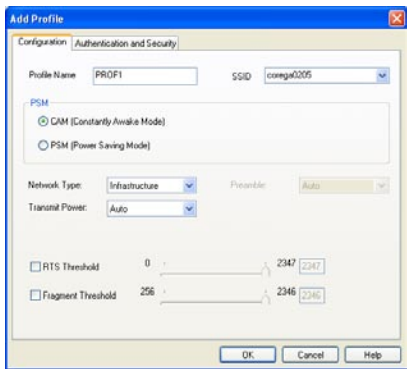 Add Profile
Configuration Authentication and Security
Profile Name PROF1 SSID corega0205
PSM
CAM (Constantly Awake Mode)
PSM (Power Saving Mode)
Network Type: Infrastructure Preamble: Auto
Transmit Power: Auto
RTS Threshold 0 2347 2347
Fragment Threshold 256 2346 2346
OK Cancel Help